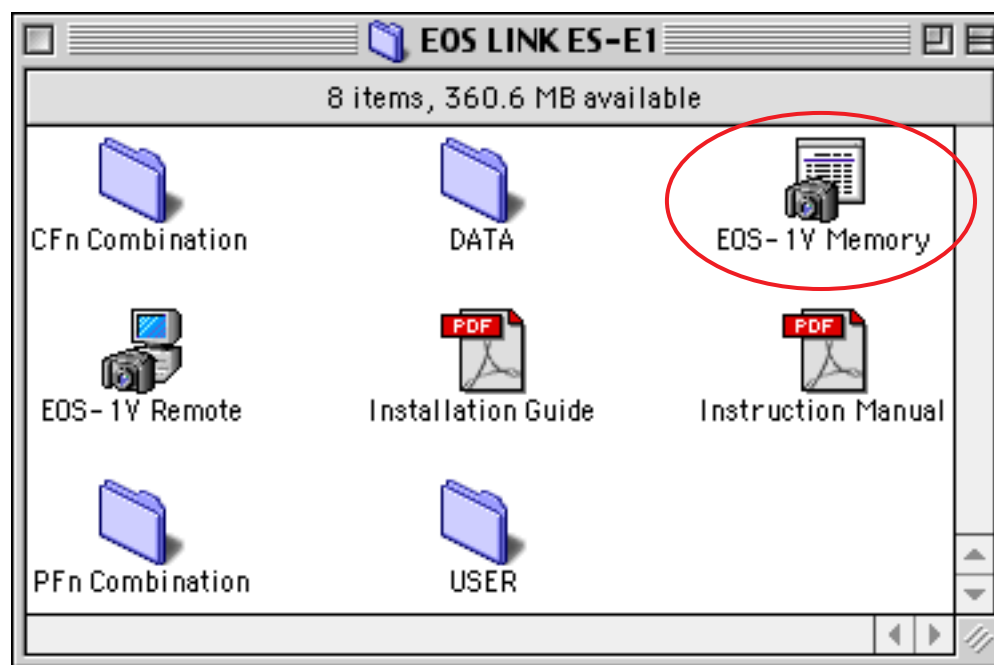 EOS LINK ES-E1
8 items, 360.6 MB available
CFn Combination
DATA
EOS-1V Memory
EOS-1V Remote
PDF
Installation Guide
PDF
Instruction Manual
PFn Combination
USER